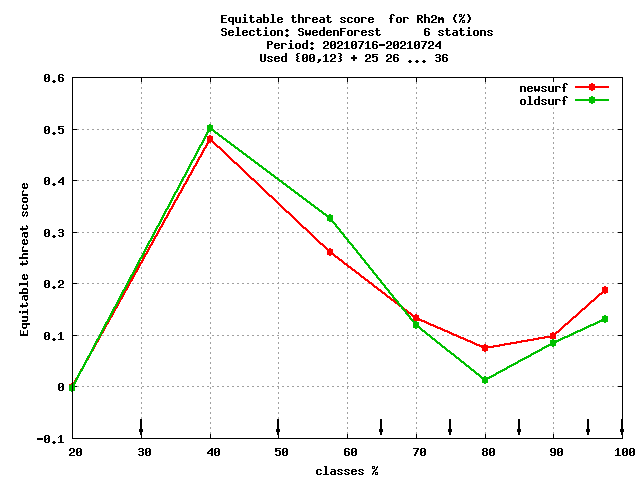 Equitable threat score  for Rh2m (%)
Selection: SwedenForest      6 stations
Period: 20210716-20210724
Used {00,12} + 25 26 ... 36
newsurf
oldsurf
0.6
0.5
0.4
0.3
0.2
0.1
0
-0.1
Equitable threat score
20 30 40 50 60 70 80 90 100
classes %